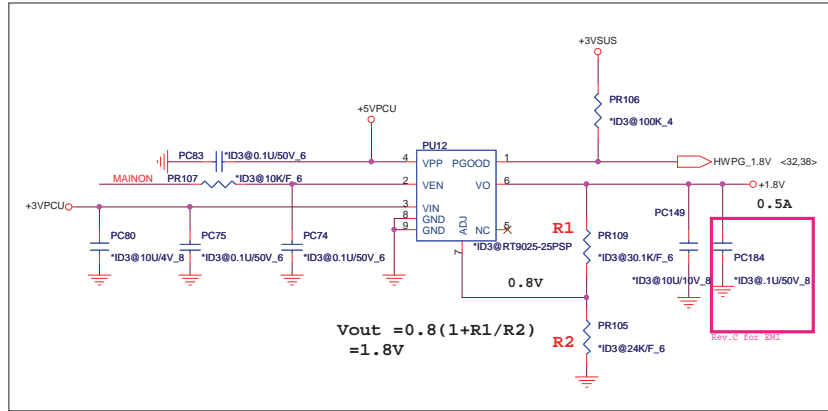 +3VSUS
PR106
*ID3@100K_4
+5VPCU
PC83
*ID3@0.1U/50V_6
PU12
4
VPP
PGOOD
1
HWPG_1.8V <32,38>
MAINON
PR107
*ID3@10K/F_6
2
VEN
VO
6
+1.8V
0.5A
+3VPCU
3
VIN
8
GND
9
GND
ADJ
NC
5
7
*ID3@RT9025-25PSP
PC80
*ID3@10U/4V_8
PC75
*ID3@0.1U/50V_6
PC74
*ID3@0.1U/50V_6
R1
PR109
*ID3@30.1K/F_6
PC149
*ID3@10U/10V_8
PC184
*ID3@.1U/50V_8
0.8V
Vout =0.8(1+R1/R2)
=1.8V
R2
PR105
*ID3@24K/F_6
Rev.C for EMI